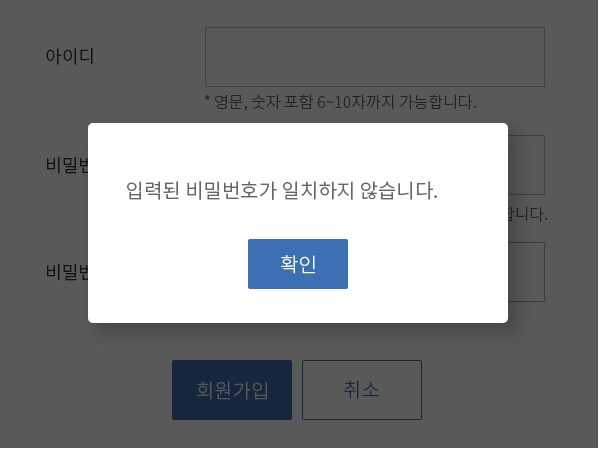 아이디
* 영문, 숫자 포함 6~10자까지 가능합니다.
입력된 비밀번호가 일치하지 않습니다.
확인
회원가입
취소